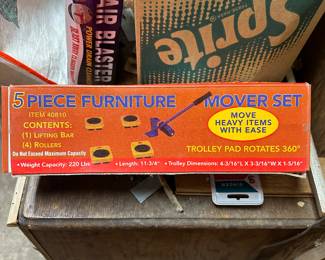 AIR BLASTER
POWER DRAIN CLEANER
Sprite
5 PIECE FURNITURE MOVER SET
ITEM 40810
CONTENTS:
(1) LIFTING BAR
(4) ROLLERS
Do Not Exceed Maximum Capacity
MOVE
HEAVY ITEMS
WITH EASE
TROLLEY PAD ROTATES 360°
• Weight Capacity: 220 Lbs • Length: 11-3/4" • Trolley Dimensions: 4-3/16"L X 3-3/16"W X 1-5/16"